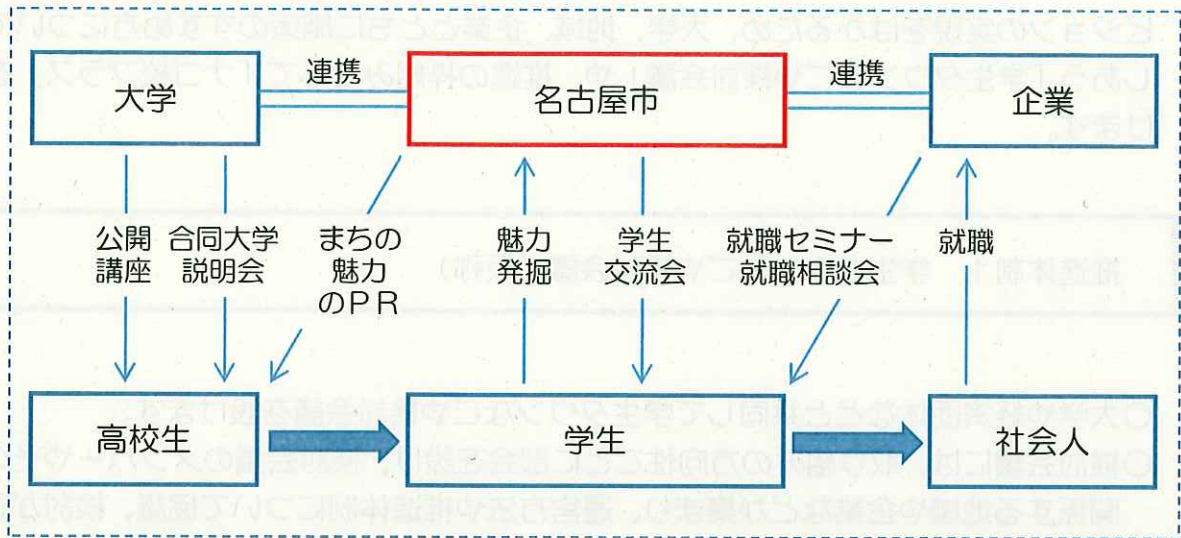 連携
連携
大学
名古屋市
企業
公開
講座
合同大学
説明会
まちの
魅力
のPR
魅力
発掘
学生
交流会
就職セミナー
就職相談会
就職
高校生
学生
社会人